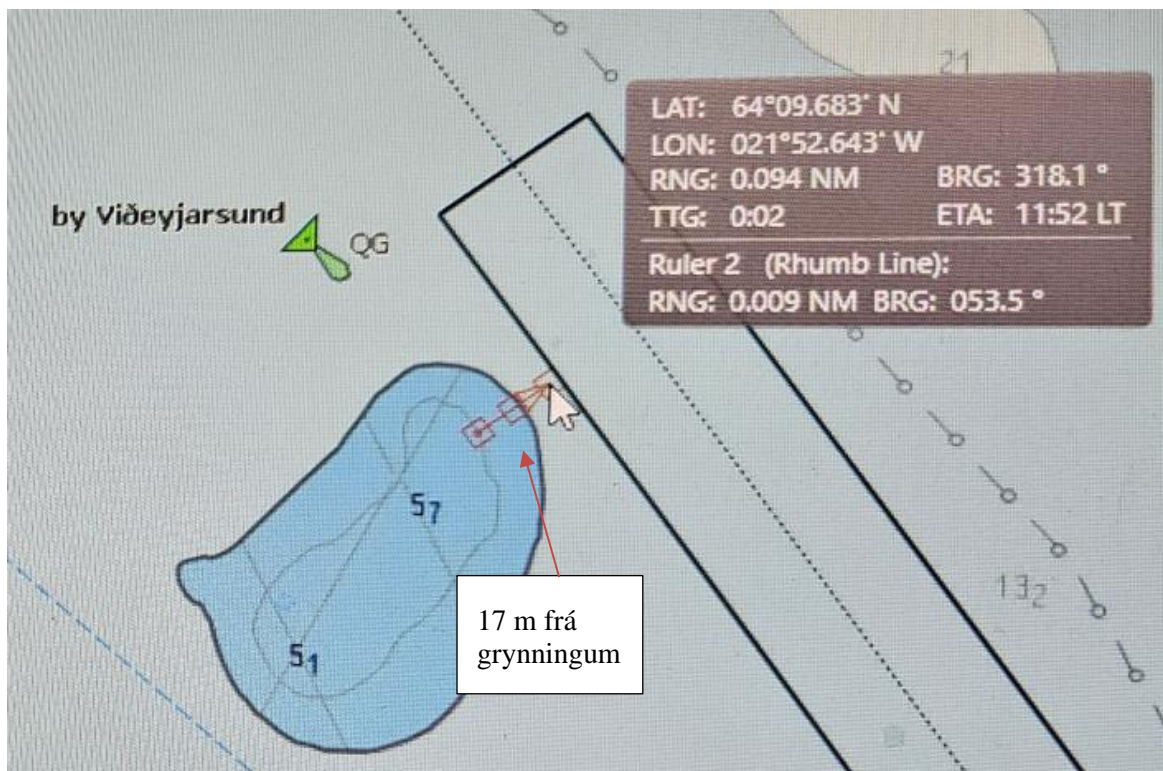 21
LAT: 64°09.683' N
LON: 021°52.643' W
RNG: 0.094 NM BRG: 318.1 °
TTG: 0:02 ETA: 11:52 LT
Ruler 2 (Rhumb Line):
RNG: 0.009 NM BRG: 053.5 °
by Viðeyjarsund
QG
5₇
13₂
17 m frá
grynningum
5₁